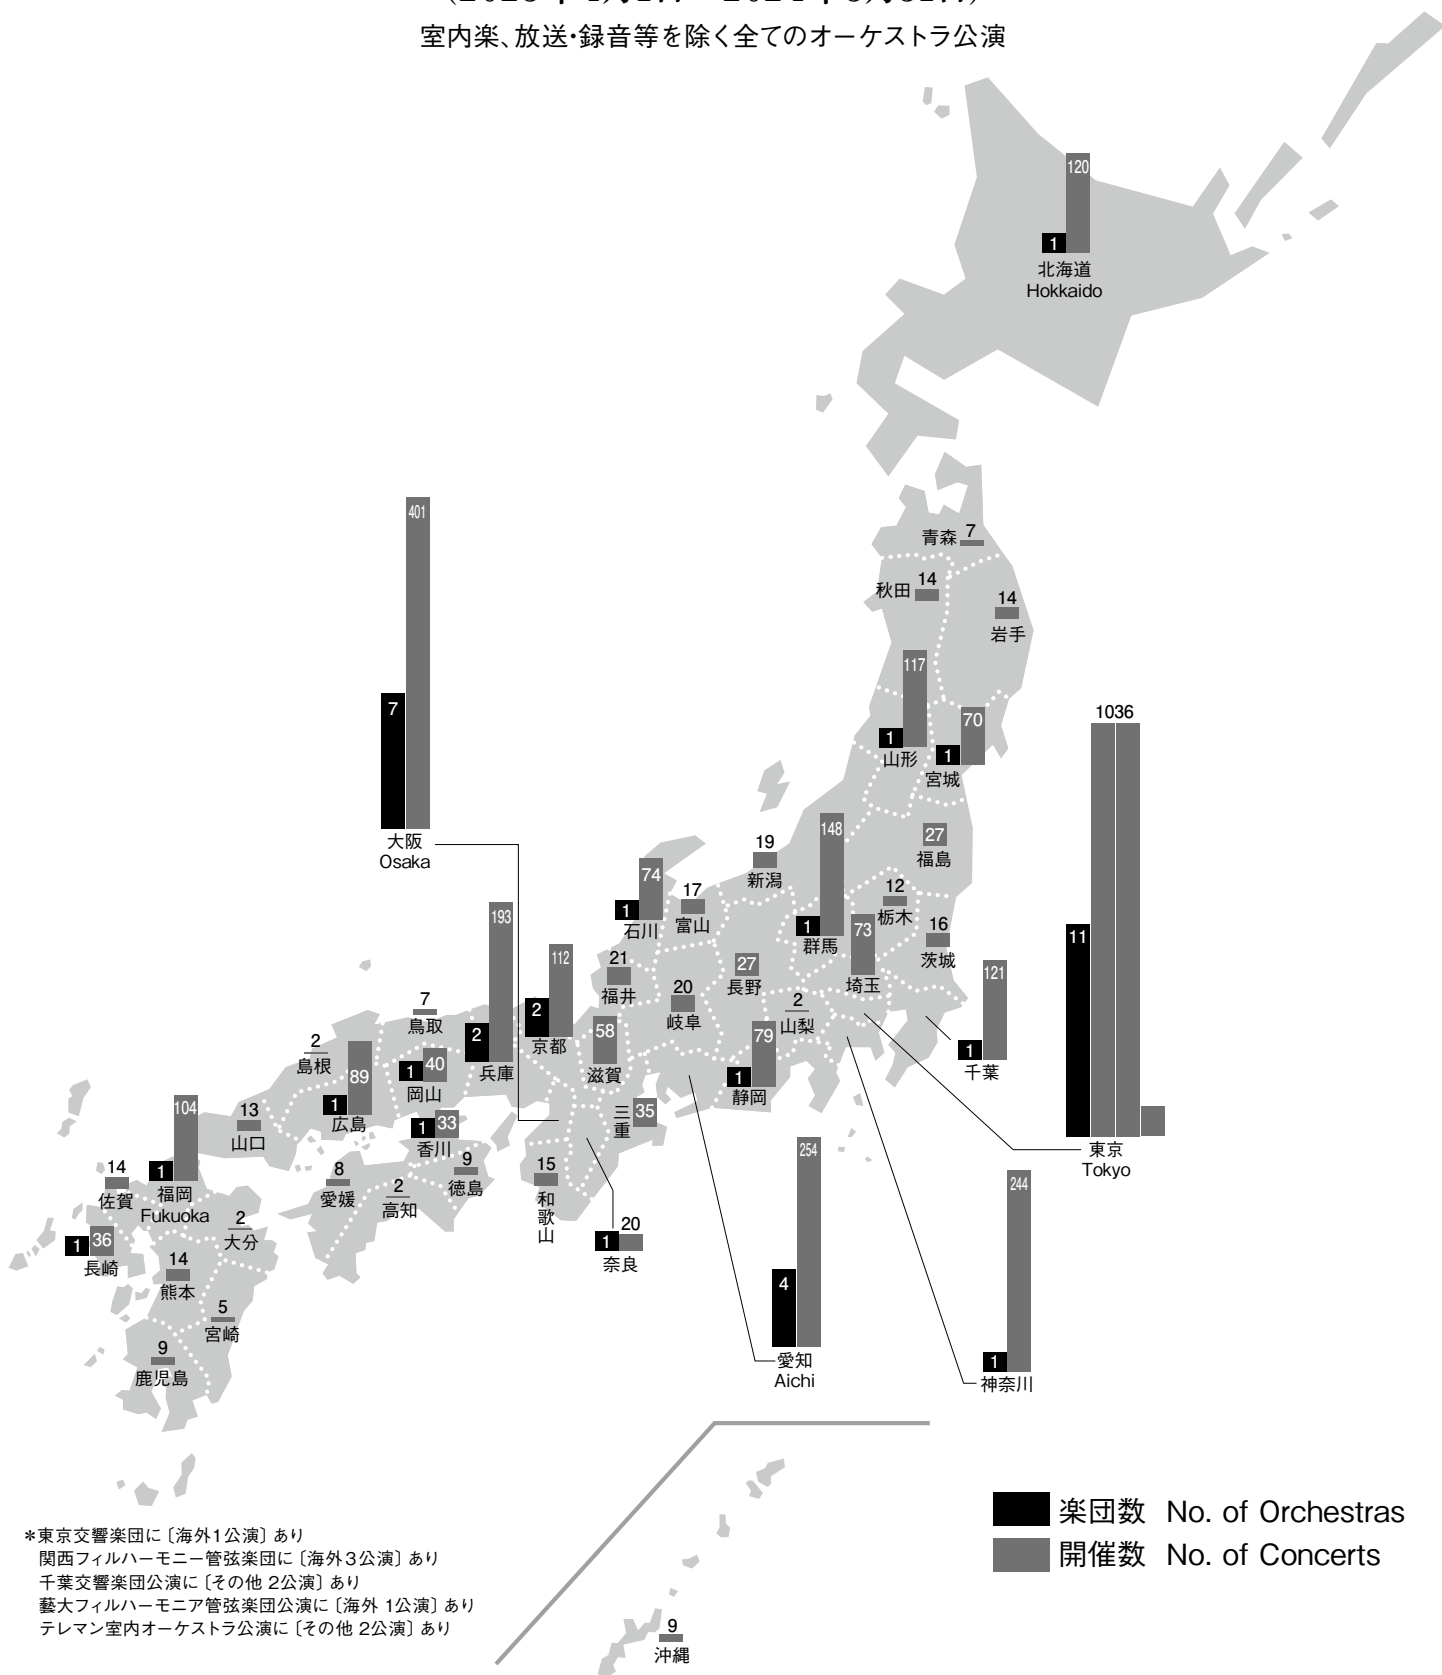 室内楽、放送・録音等を除く全てのオーケストラ公演
120
1
北海道
Hokkaido
青森 7
秋田 14
14
岩手
117
1
山形
70
1
宮城
401
7
大阪
Osaka
1036
11
東京
Tokyo
27
福島
19
新潟
148
1
群馬
12
栃木
16
茨城
73
埼玉
121
1
千葉
74
1
石川
17
富山
21
福井
27
長野
20
岐阜
2
山梨
79
1
静岡
193
2
兵庫
112
2
京都
58
滋賀
三重 35
7
鳥取
2
島根
40
1
岡山
89
1
広島
13
山口
33
1
香川
9
徳島
8
愛媛
2
高知
15
和歌山
1 20
奈良
254
4
愛知
Aichi
244
1
神奈川
104
1
福岡
Fukuoka
14
佐賀
36
1
長崎
2
大分
14
熊本
5
宮崎
9
鹿児島
9
沖縄
楽団数 No. of Orchestras
開催数 No. of Concerts
＊東京交響楽団に〔海外1公演〕あり
関西フィルハーモニー管弦楽団に〔海外3公演〕あり
千葉交響楽団公演に〔その他 2公演〕あり
藝大フィルハーモニア管弦楽団公演に〔海外 1公演〕あり
テレマン室内オーケストラ公演に〔その他 2公演〕あり